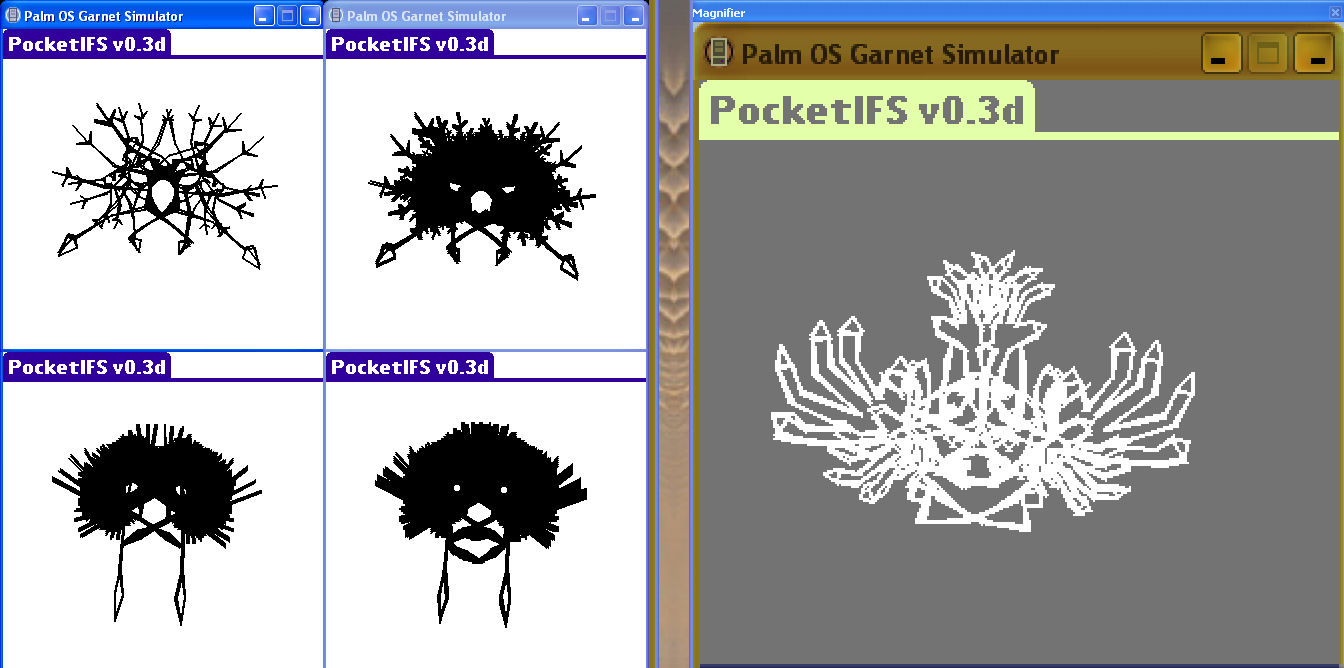 Palm OS Garnet Simulator
PocketIFS v0.3d
Palm OS Garnet Simulator
PocketIFS v0.3d
PocketIFS v0.3d
PocketIFS v0.3d
Magnifier
Palm OS Garnet Simulator
PocketIFS v0.3d